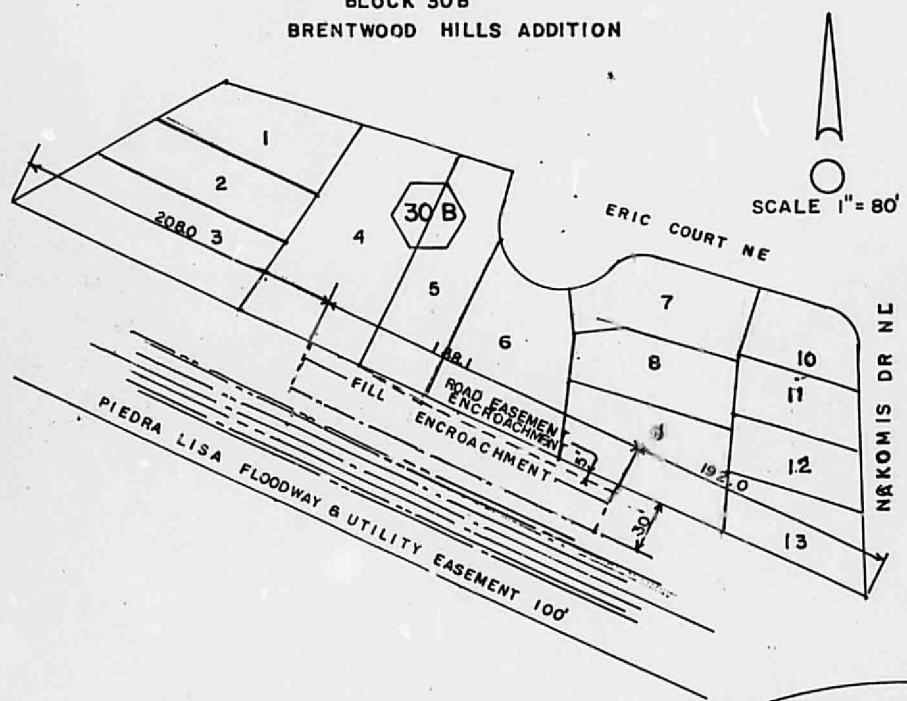 BLOCK 30B
BRENTWOOD HILLS ADDITION
SCALE 1"= 80'
ERIC COURT NE
NAKOMIS DR NE
1
2
3
208.0
4
30 B
5
6
7
8
10
11
12
13
188.1
192.0
ROAD EASEMENT
ENCROACHMENT
FILL ENCROACHMENT
30'
PIEDRA LISA FLOODWAY & UTILITY EASEMENT 100'